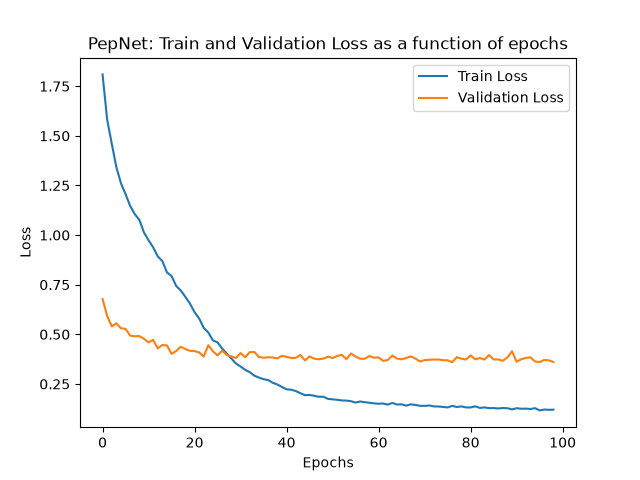 PepNet: Train and Validation Loss as a function of epochs
Train Loss
Validation Loss
1.75
1.50
1.25
1.00
0.75
0.50
0.25
Loss
0 20 40 60 80 100
Epochs